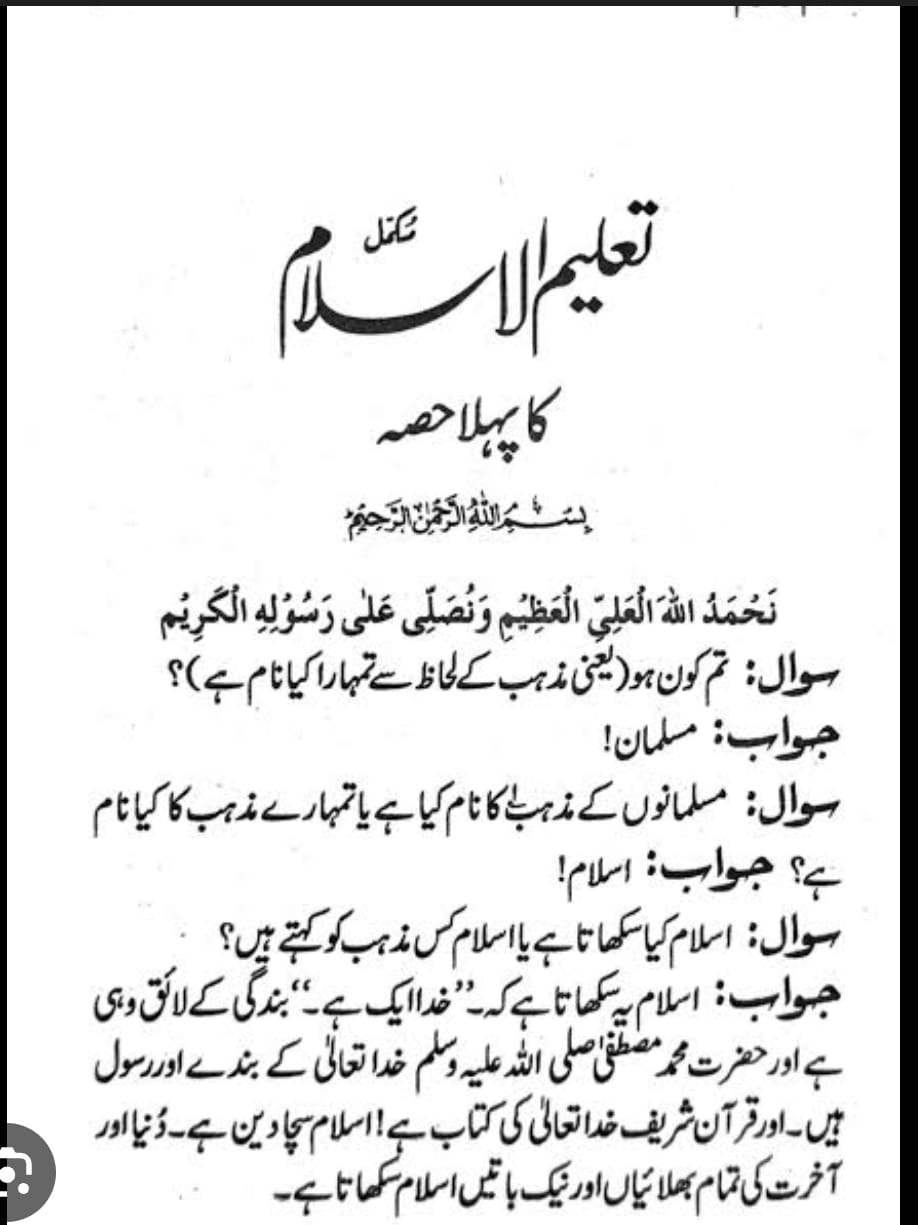 تعلیم الاسلام مکمل
کا پہلا حصہ
بِسْمِ اللهِ الرَّحْمٰنِ الرَّحِيْمِ
نَحْمَدُ اللهَ الْعَلِيِّ الْعَظِيْمِ وَنُصَلِّى عَلٰى رَسُوْلِهِ الْكَرِيْم
سوال: تم کون ہو (یعنی مذہب کے لحاظ سے تمہارا کیا نام ہے)؟
جواب: مسلمان!
سوال: مسلمانوں کے مذہب کا نام کیا ہے یا تمہارے مذہب کا کیا نام
ہے؟ جواب: اسلام!
سوال: اسلام کیا سکھاتا ہے یا اسلام کس مذہب کو کہتے ہیں؟
جواب: اسلام یہ سکھاتا ہے کہ۔ ’’خدا ایک ہے۔‘‘ بندگی کے لائق وہی
ہے اور حضرت محمد مصطفیٰ صلی اللہ علیہ وسلم خدا تعالیٰ کے بندے اور رسول
ہیں۔ اور قرآن شریف خدا تعالیٰ کی کتاب ہے! اسلام سچا دین ہے۔ دُنیا اور
آخرت کی تمام بھلائیاں اور نیک باتیں اسلام سکھاتا ہے۔